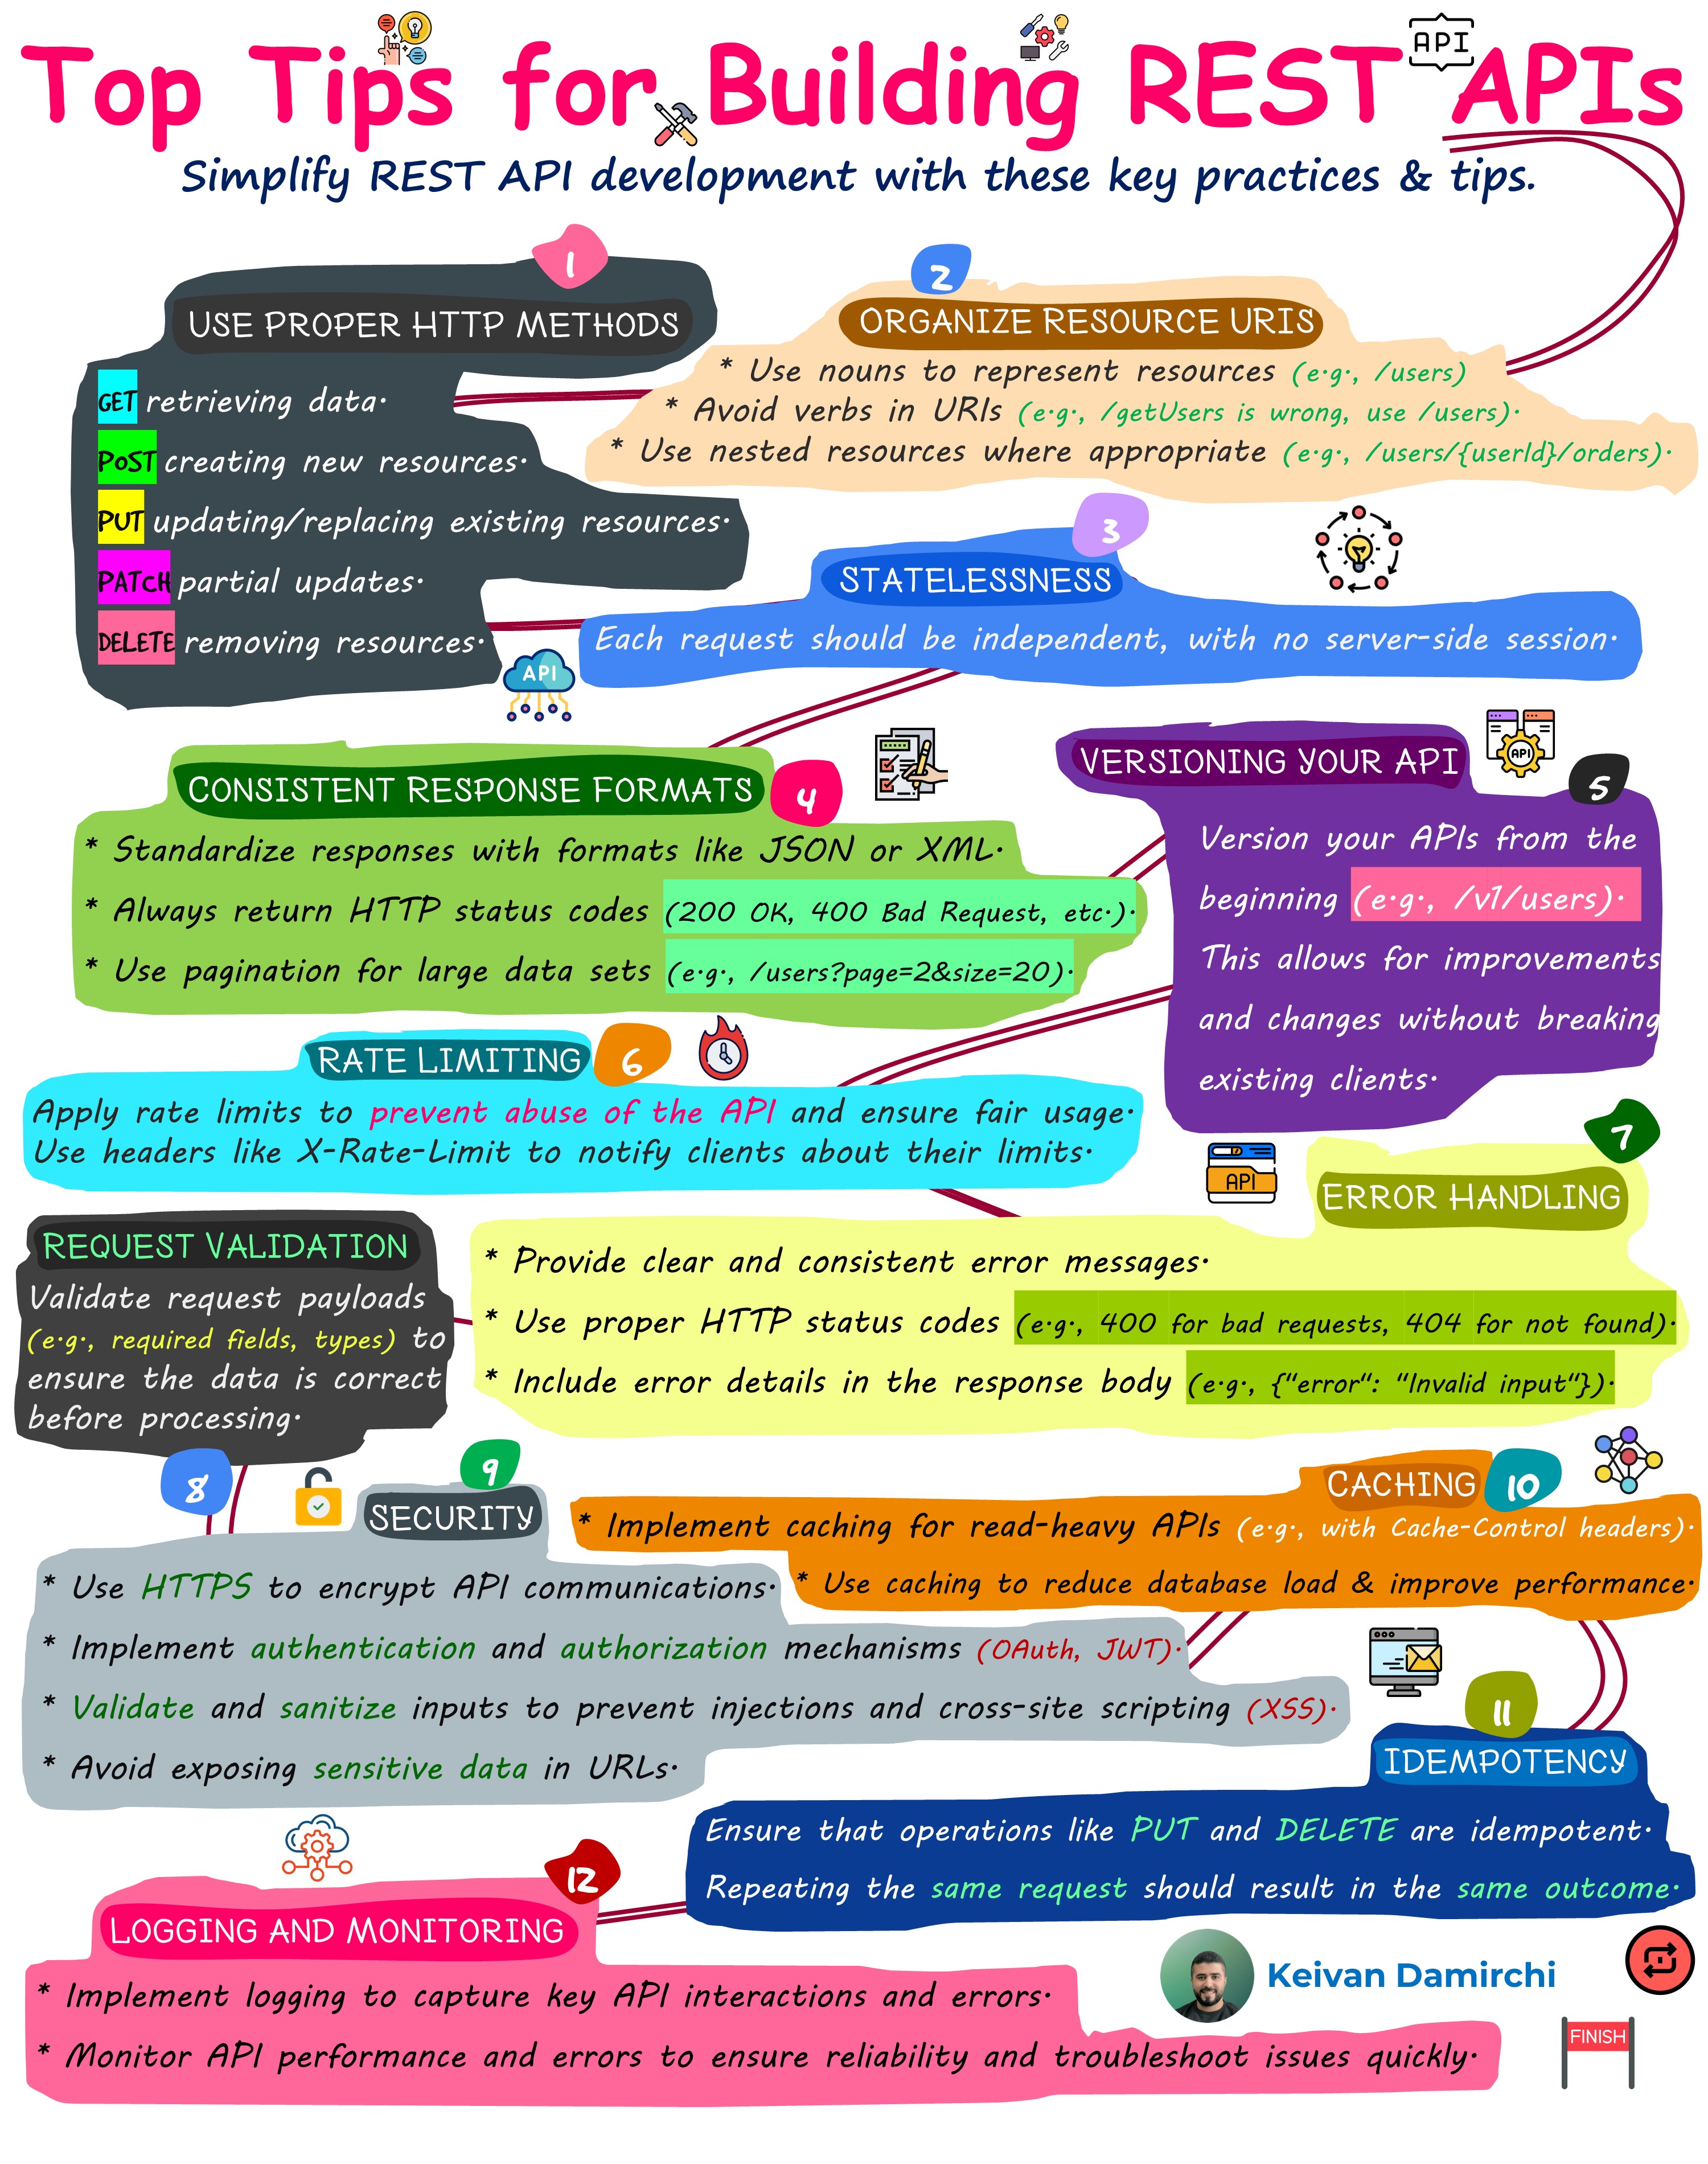 Top Tips for Building REST APIs
API
Simplify REST API development with these key practices & tips.
1
USE PROPER HTTP METHODS
GET retrieving data.
POST creating new resources.
PUT updating/replacing existing resources.
PATCH partial updates.
DELETE removing resources.
API
2
ORGANIZE RESOURCE URIS
* Use nouns to represent resources (e.g., /users)
* Avoid verbs in URIs (e.g., /getUsers is wrong, use /users).
* Use nested resources where appropriate (e.g., /users/{userId}/orders).
3
STATELESSNESS
Each request should be independent, with no server-side session.
CONSISTENT RESPONSE FORMATS
4
* Standardize responses with formats like JSON or XML.
* Always return HTTP status codes (200 OK, 400 Bad Request, etc.).
* Use pagination for large data sets (e.g., /users?page=2&size=20).
VERSIONING YOUR API
API
5
Version your APIs from the
beginning (e.g., /v1/users).
This allows for improvements
and changes without breaking
existing clients.
RATE LIMITING
6
Apply rate limits to prevent abuse of the API and ensure fair usage.
Use headers like X-Rate-Limit to notify clients about their limits.
API
7
ERROR HANDLING
* Provide clear and consistent error messages.
* Use proper HTTP status codes (e.g., 400 for bad requests, 404 for not found).
* Include error details in the response body (e.g., {"error": "Invalid input"}).
REQUEST VALIDATION
Validate request payloads
(e.g., required fields, types) to
ensure the data is correct
before processing.
8
9
SECURITY
* Use HTTPS to encrypt API communications.
* Implement authentication and authorization mechanisms (OAuth, JWT).
* Validate and sanitize inputs to prevent injections and cross-site scripting (XSS).
* Avoid exposing sensitive data in URLs.
CACHING
10
* Implement caching for read-heavy APIs (e.g., with Cache-Control headers).
* Use caching to reduce database load & improve performance.
11
IDEMPOTENCY
Ensure that operations like PUT and DELETE are idempotent.
Repeating the same request should result in the same outcome.
12
LOGGING AND MONITORING
* Implement logging to capture key API interactions and errors.
* Monitor API performance and errors to ensure reliability and troubleshoot issues quickly.
Keivan Damirchi
FINISH